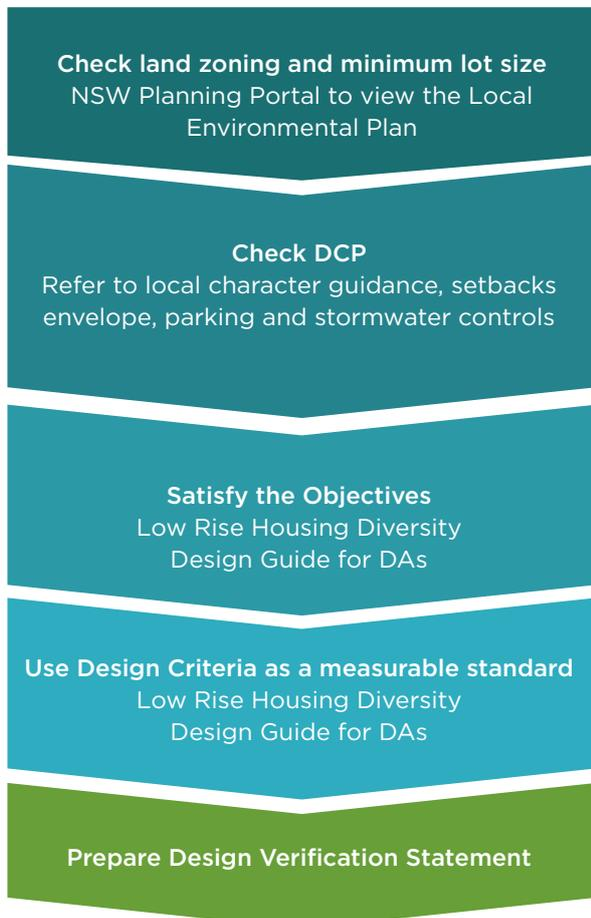 Check land zoning and minimum lot size
NSW Planning Portal to view the Local
Environmental Plan
Check DCP
Refer to local character guidance, setbacks
envelope, parking and stormwater controls
Satisfy the Objectives
Low Rise Housing Diversity
Design Guide for DAs
Use Design Criteria as a measurable standard
Low Rise Housing Diversity
Design Guide for DAs
Prepare Design Verification Statement